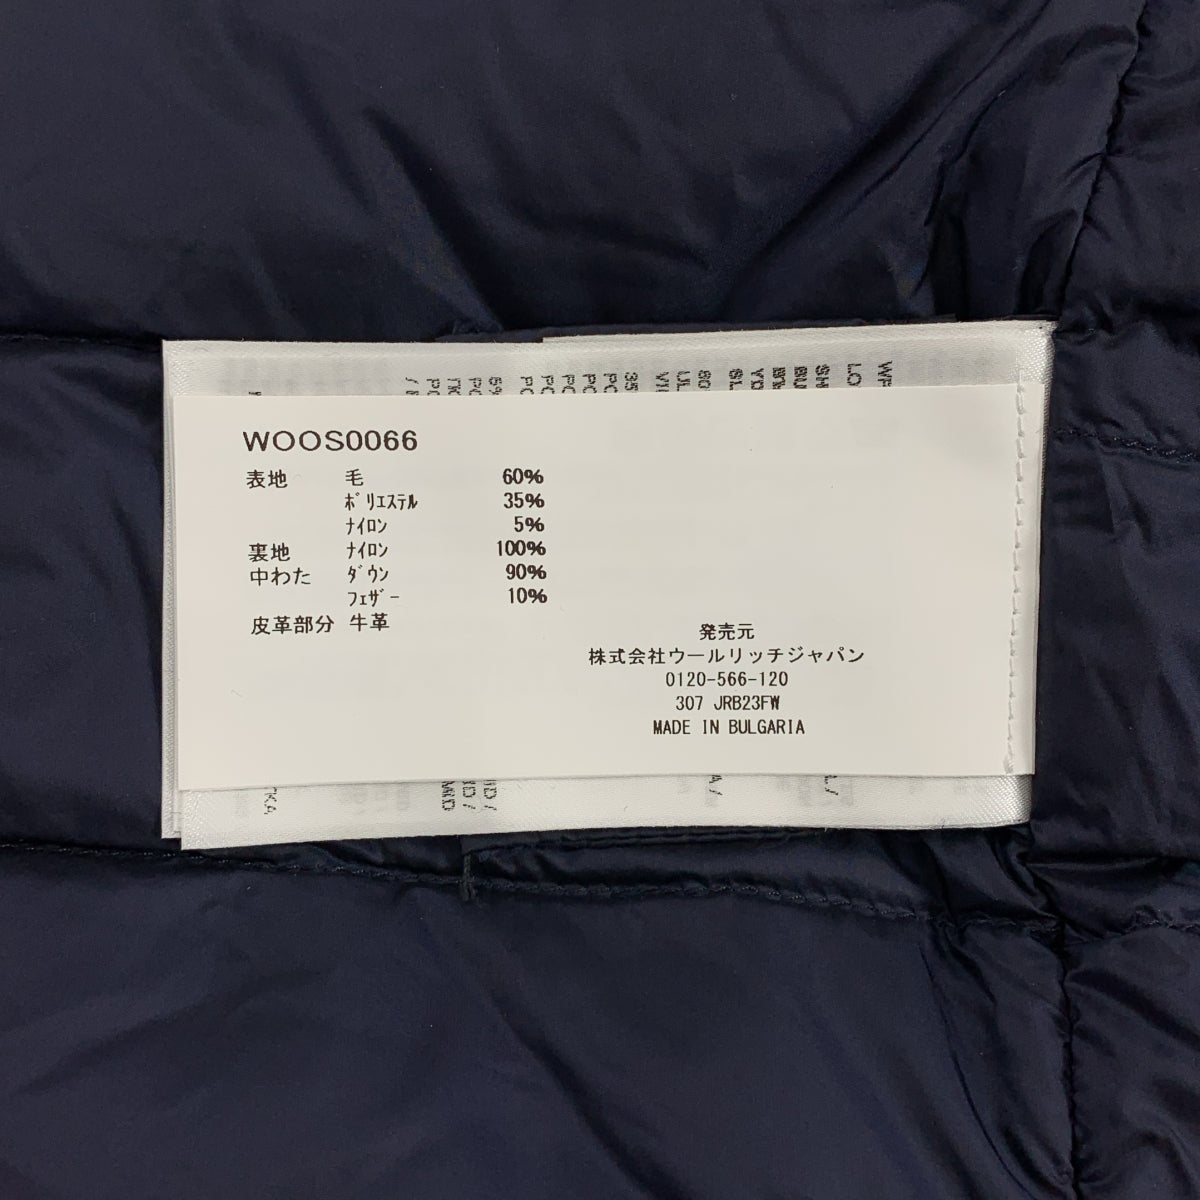 WOOS0066
表地 毛 60%
ﾎﾟﾘｴｽﾃﾙ 35%
ﾅｲﾛﾝ 5%
裏地 ﾅｲﾛﾝ 100%
中わた ﾀﾞｳﾝ 90%
ﾌｪｻﾞｰ 10%
皮革部分 牛革
発売元
株式会社ウールリッチジャパン
0120-566-120
307 JRB23FW
MADE IN BULGARIA